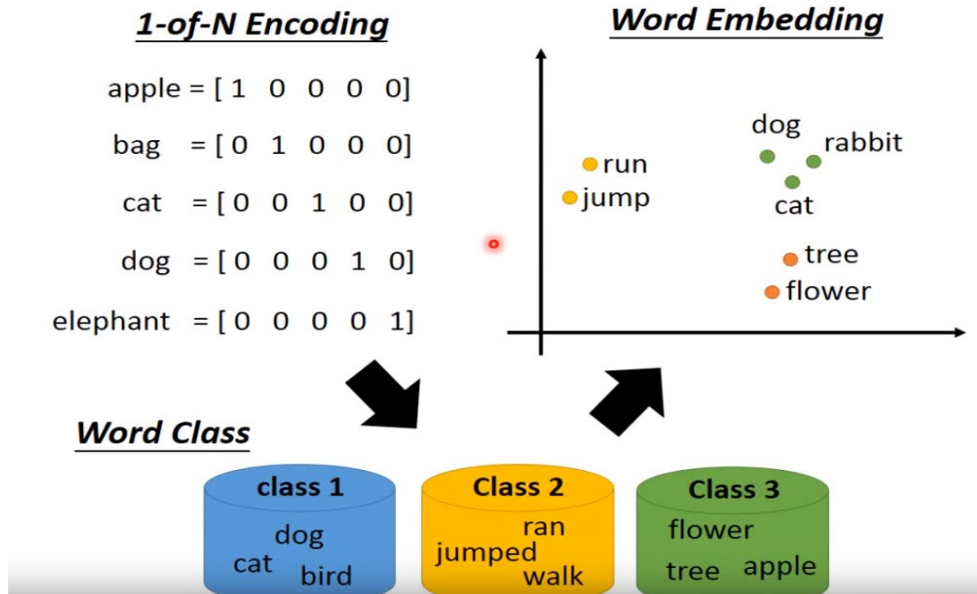 1-of-N Encoding
apple = [ 1 0 0 0 0]
bag = [ 0 1 0 0 0]
cat = [ 0 0 1 0 0]
dog = [ 0 0 0 1 0]
elephant = [ 0 0 0 0 1]
Word Embedding
dog
rabbit
run
jump
cat
tree
flower
Word Class
class 1
dog
cat
bird
Class 2
ran
jumped
walk
Class 3
flower
tree apple